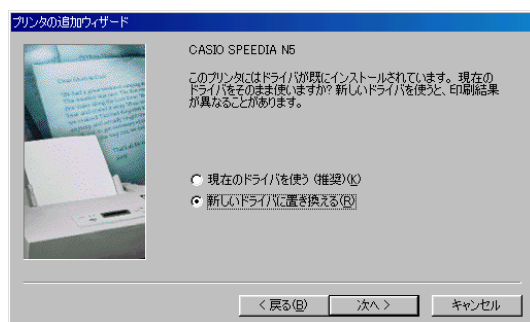 プリンタの追加ウィザード
CASIO SPEEDIA N5
このプリンタにはドライバが既にインストールされています。現在の
ドライバをそのまま使いますか? 新しいドライバを使うと、印刷結果
が異なることがあります。
現在のドライバを使う (推奨)(K)
新しいドライバに置き換える(R)
< 戻る(B)
次へ >
キャンセル